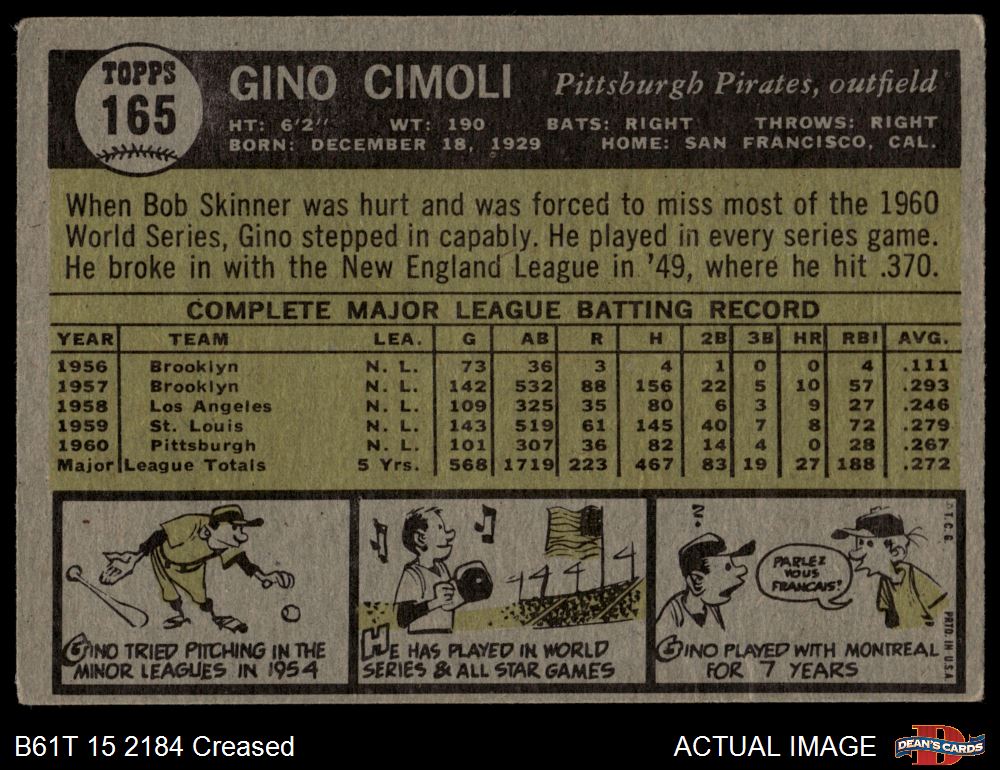 TOPPS
165
GINO CIMOLI Pittsburgh Pirates, outfield
HT: 6'2" WT: 190 BATS: RIGHT THROWS: RIGHT
BORN: DECEMBER 18, 1929 HOME: SAN FRANCISCO, CAL.
When Bob Skinner was hurt and was forced to miss most of the 1960
World Series, Gino stepped in capably. He played in every series game.
He broke in with the New England League in '49, where he hit .370.
COMPLETE MAJOR LEAGUE BATTING RECORD
YEAR TEAM LEA. G AB R H 2B 3B HR RBI AVG.
1956 Brooklyn N. L. 73 36 3 4 1 0 0 4 .111
1957 Brooklyn N. L. 142 532 88 156 22 5 10 57 .293
1958 Los Angeles N. L. 109 325 35 80 6 3 9 27 .246
1959 St. Louis N. L. 143 519 61 145 40 7 8 72 .279
1960 Pittsburgh N. L. 101 307 36 82 14 4 0 28 .267
Major League Totals 5 Yrs. 568 1719 223 467 83 19 27 188 .272
GINO TRIED PITCHING IN THE
MINOR LEAGUES IN 1954
HE HAS PLAYED IN WORLD
SERIES & ALL STAR GAMES
PARLEZ
VOUS
FRANCAIS?
GINO PLAYED WITH MONTREAL
FOR 7 YEARS
© T.C.G.
PRTD. IN U.S.A.
B61T 15 2184 Creased
ACTUAL IMAGE
DEAN'S CARDS